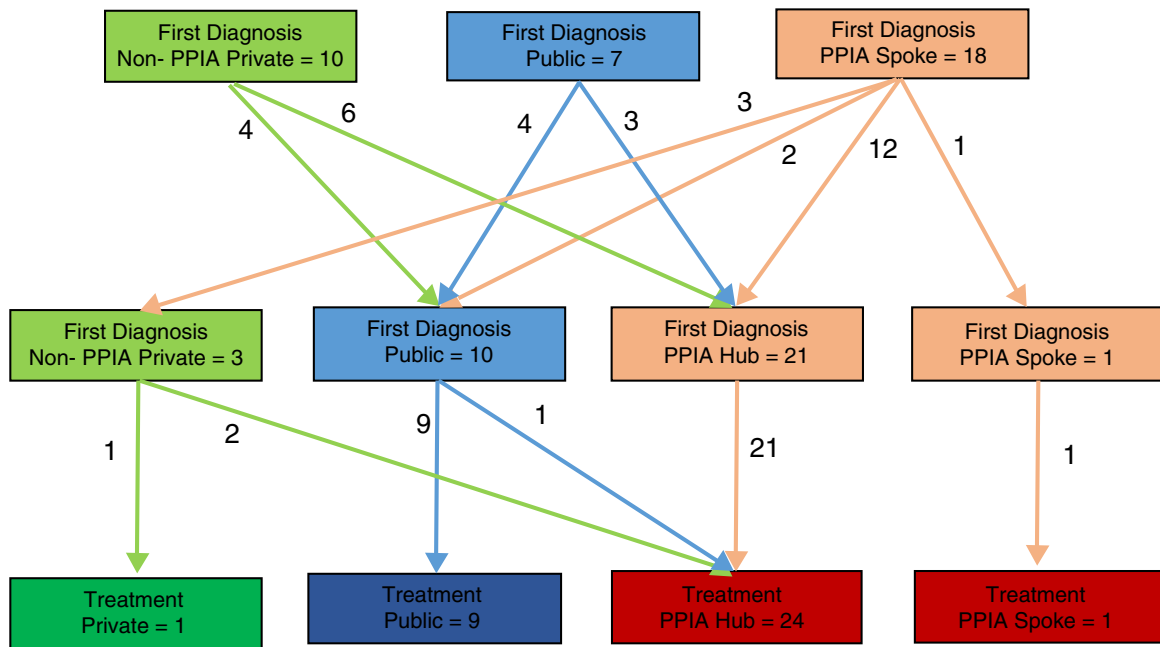 First Diagnosis
Non- PPIA Private = 10
First Diagnosis
Public = 7
First Diagnosis
PPIA Spoke = 18
4
6
4
3
3
2
12
1
First Diagnosis
Non- PPIA Private = 3
First Diagnosis
Public = 10
First Diagnosis
PPIA Hub = 21
First Diagnosis
PPIA Spoke = 1
1
2
9
1
21
1
Treatment
Private = 1
Treatment
Public = 9
Treatment
PPIA Hub = 24
Treatment
PPIA Spoke = 1